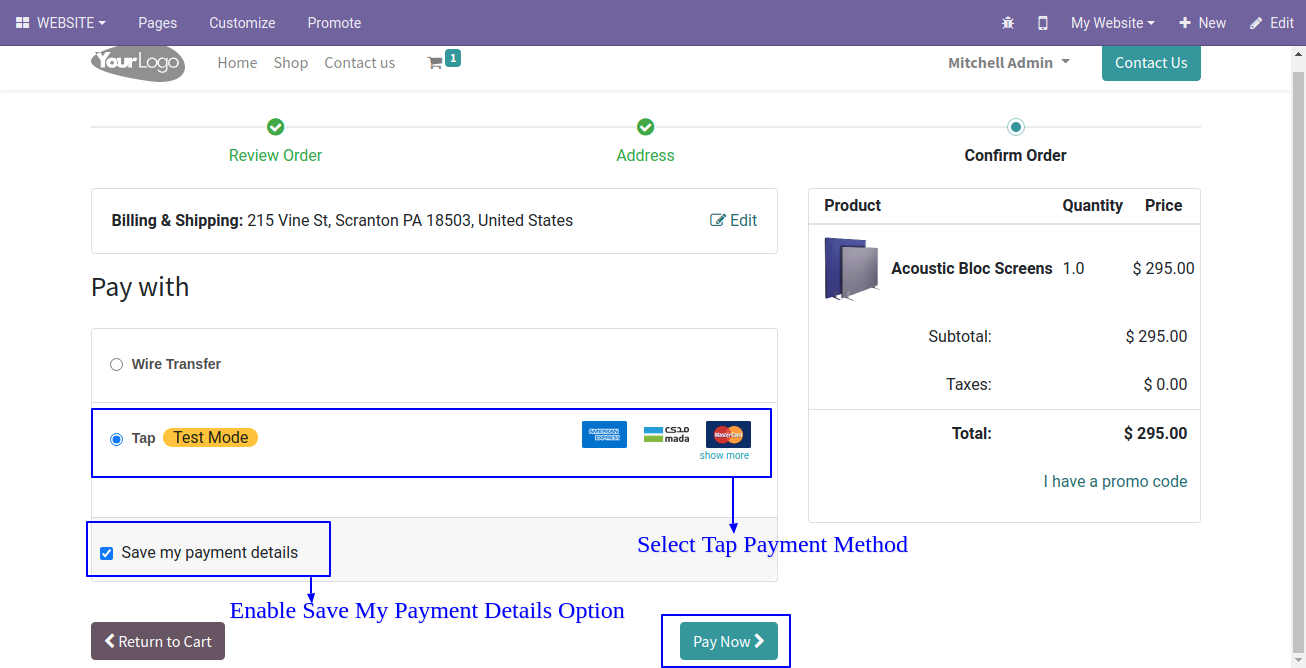 WEBSITE Pages Customize Promote My Website New Edit
YourLogo Home Shop Contact us 1 Mitchell Admin Contact Us
Review Order Address Confirm Order
Billing & Shipping: 215 Vine St, Scranton PA 18503, United States Edit
Pay with
Wire Transfer
Tap Test Mode AMERICAN EXPRESS مدى mada MasterCard
show more
Save my payment details
Product Quantity Price
Acoustic Bloc Screens 1.0 $ 295.00
Subtotal: $ 295.00
Taxes: $ 0.00
Total: $ 295.00
I have a promo code
Select Tap Payment Method
Enable Save My Payment Details Option
Return to Cart Pay Now